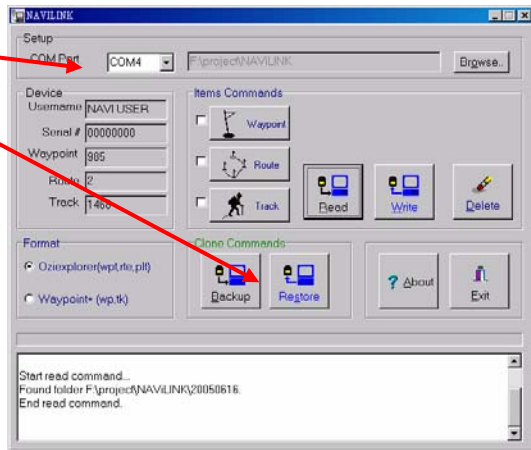 NAVILINK
Setup
COM Port
COM4
F:\project\NAVILINK
Browse..
Device
Username NAVI USER
Serial # 00000000
Waypoint 985
Route 2
Track
Items Commands
Waypoint
Route
Track
Read
Write
Delete
Format
Oziexplorer(wpt,rte,plt)
Waypoint+ (wp,tk)
Clone Commands
Backup
Restore
? About
Exit
Start read command...
Found folder F:\project\NAViLINK\20050616.
End read command.